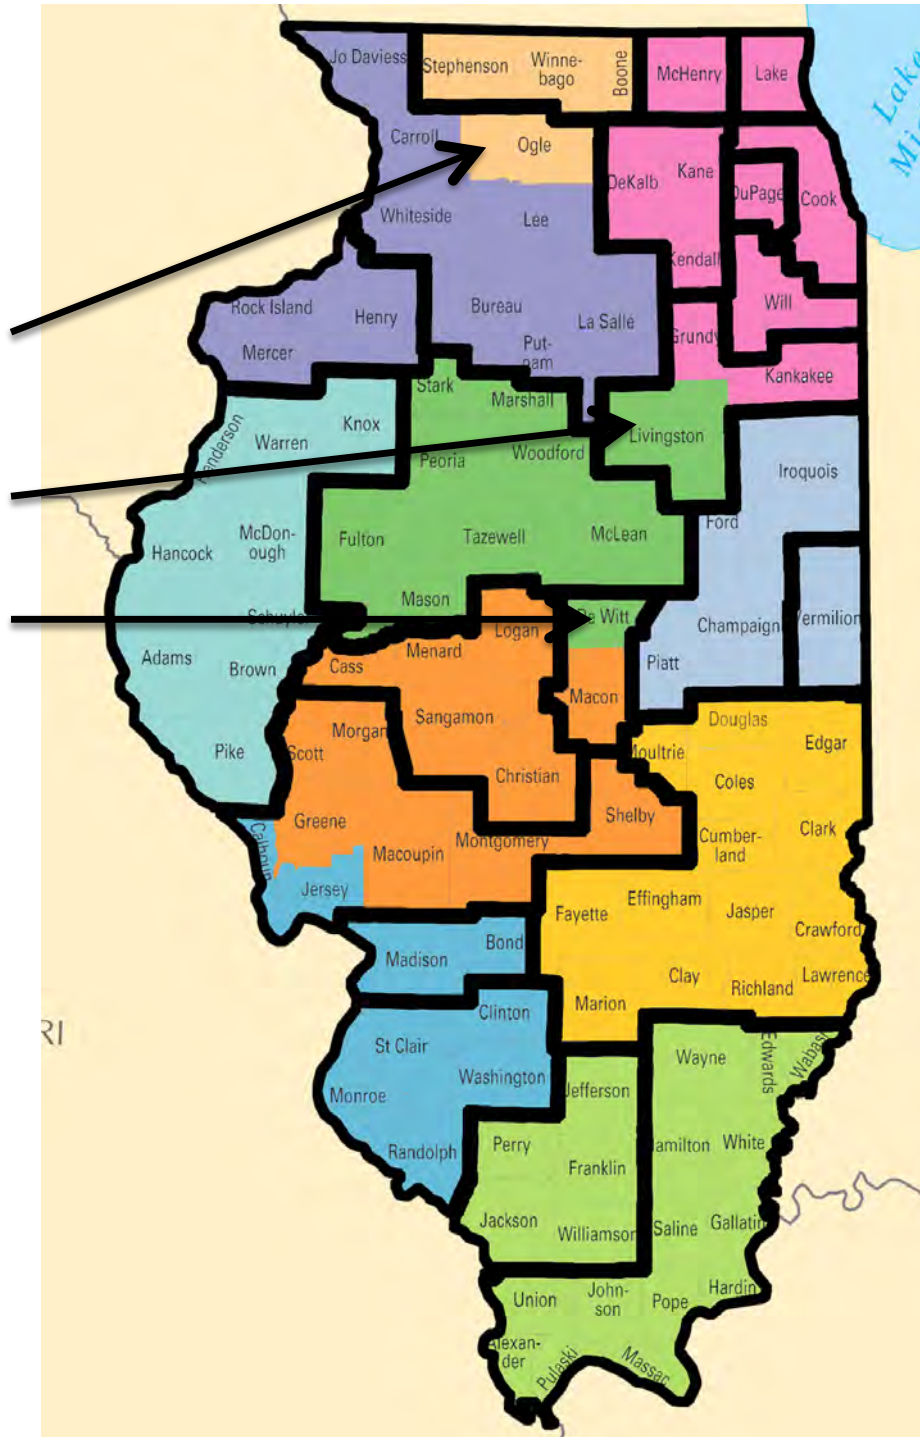 Jo Daviess
Stephenson
Winne-
bago
Boone
McHenry
Lake
Lake
Carroll
Ogle
DeKalb
Kane
DuPage
Cook
Whiteside
Lee
Kendall
Will
Rock Island
Henry
Bureau
La Salle
Grundy
Mercer
Put-
nam
Kankakee
Stark
Marshall
Henderson
Warren
Knox
Peoria
Woodford
Livingston
Iroquois
Ford
Hancock
McDon-
ough
Fulton
Tazewell
McLean
Mason
Schuyler
Logan
De Witt
Champaign
Vermilion
Adams
Brown
Cass
Menard
Piatt
Macon
Pike
Scott
Morgan
Sangamon
Christian
Moultrie
Douglas
Edgar
Coles
Calhoun
Greene
Macoupin
Montgomery
Shelby
Cumber-
land
Clark
Jersey
Fayette
Effingham
Jasper
Crawford
Madison
Bond
Clay
Richland
Lawrence
Marion
RI
Clinton
St Clair
Washington
Monroe
Randolph
Wayne
Edwards
Wabash
Jefferson
Perry
Franklin
Hamilton
White
Jackson
Williamson
Saline
Gallatin
Union
John-
son
Pope
Hardin
Alexan-
der
Pulaski
Massac